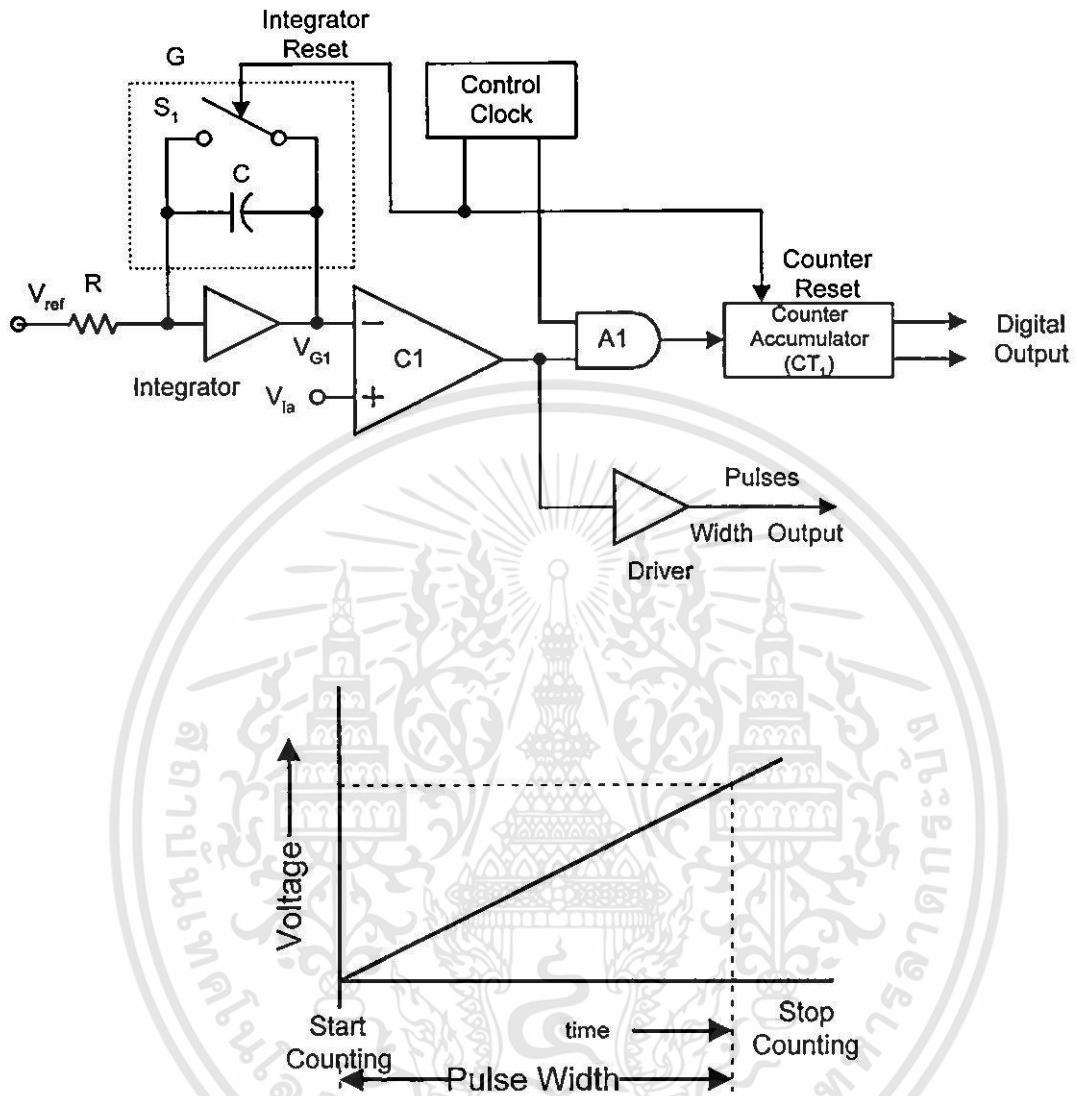 Integrator
Reset
G
S1
C
Control
Clock
Vref
R
Integrator
VG1
VIa
C1
A1
Counter
Reset
Counter
Accumulator
(CT1)
Digital
Output
Pulses
Width Output
Driver
Voltage
Start
Counting
time
Stop
Counting
Pulse Width